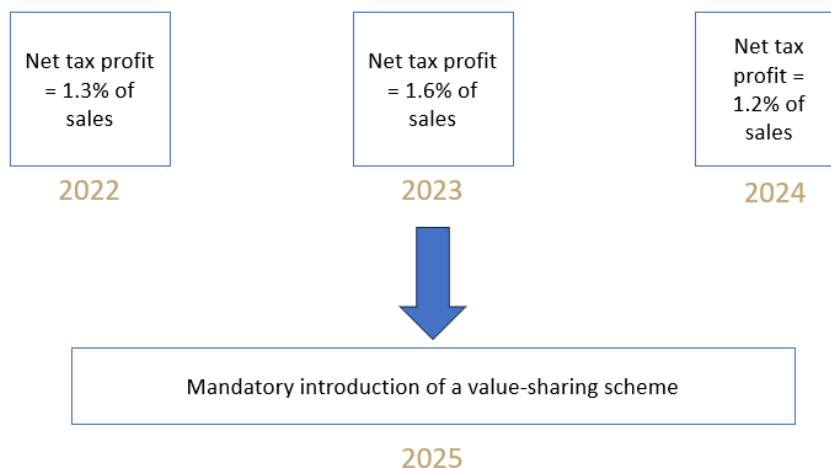 Net tax profit
= 1.3% of
sales
2022
Net tax profit
= 1.6% of
sales
2023
Net tax
profit =
1.2% of
sales
2024
Mandatory introduction of a value-sharing scheme
2025